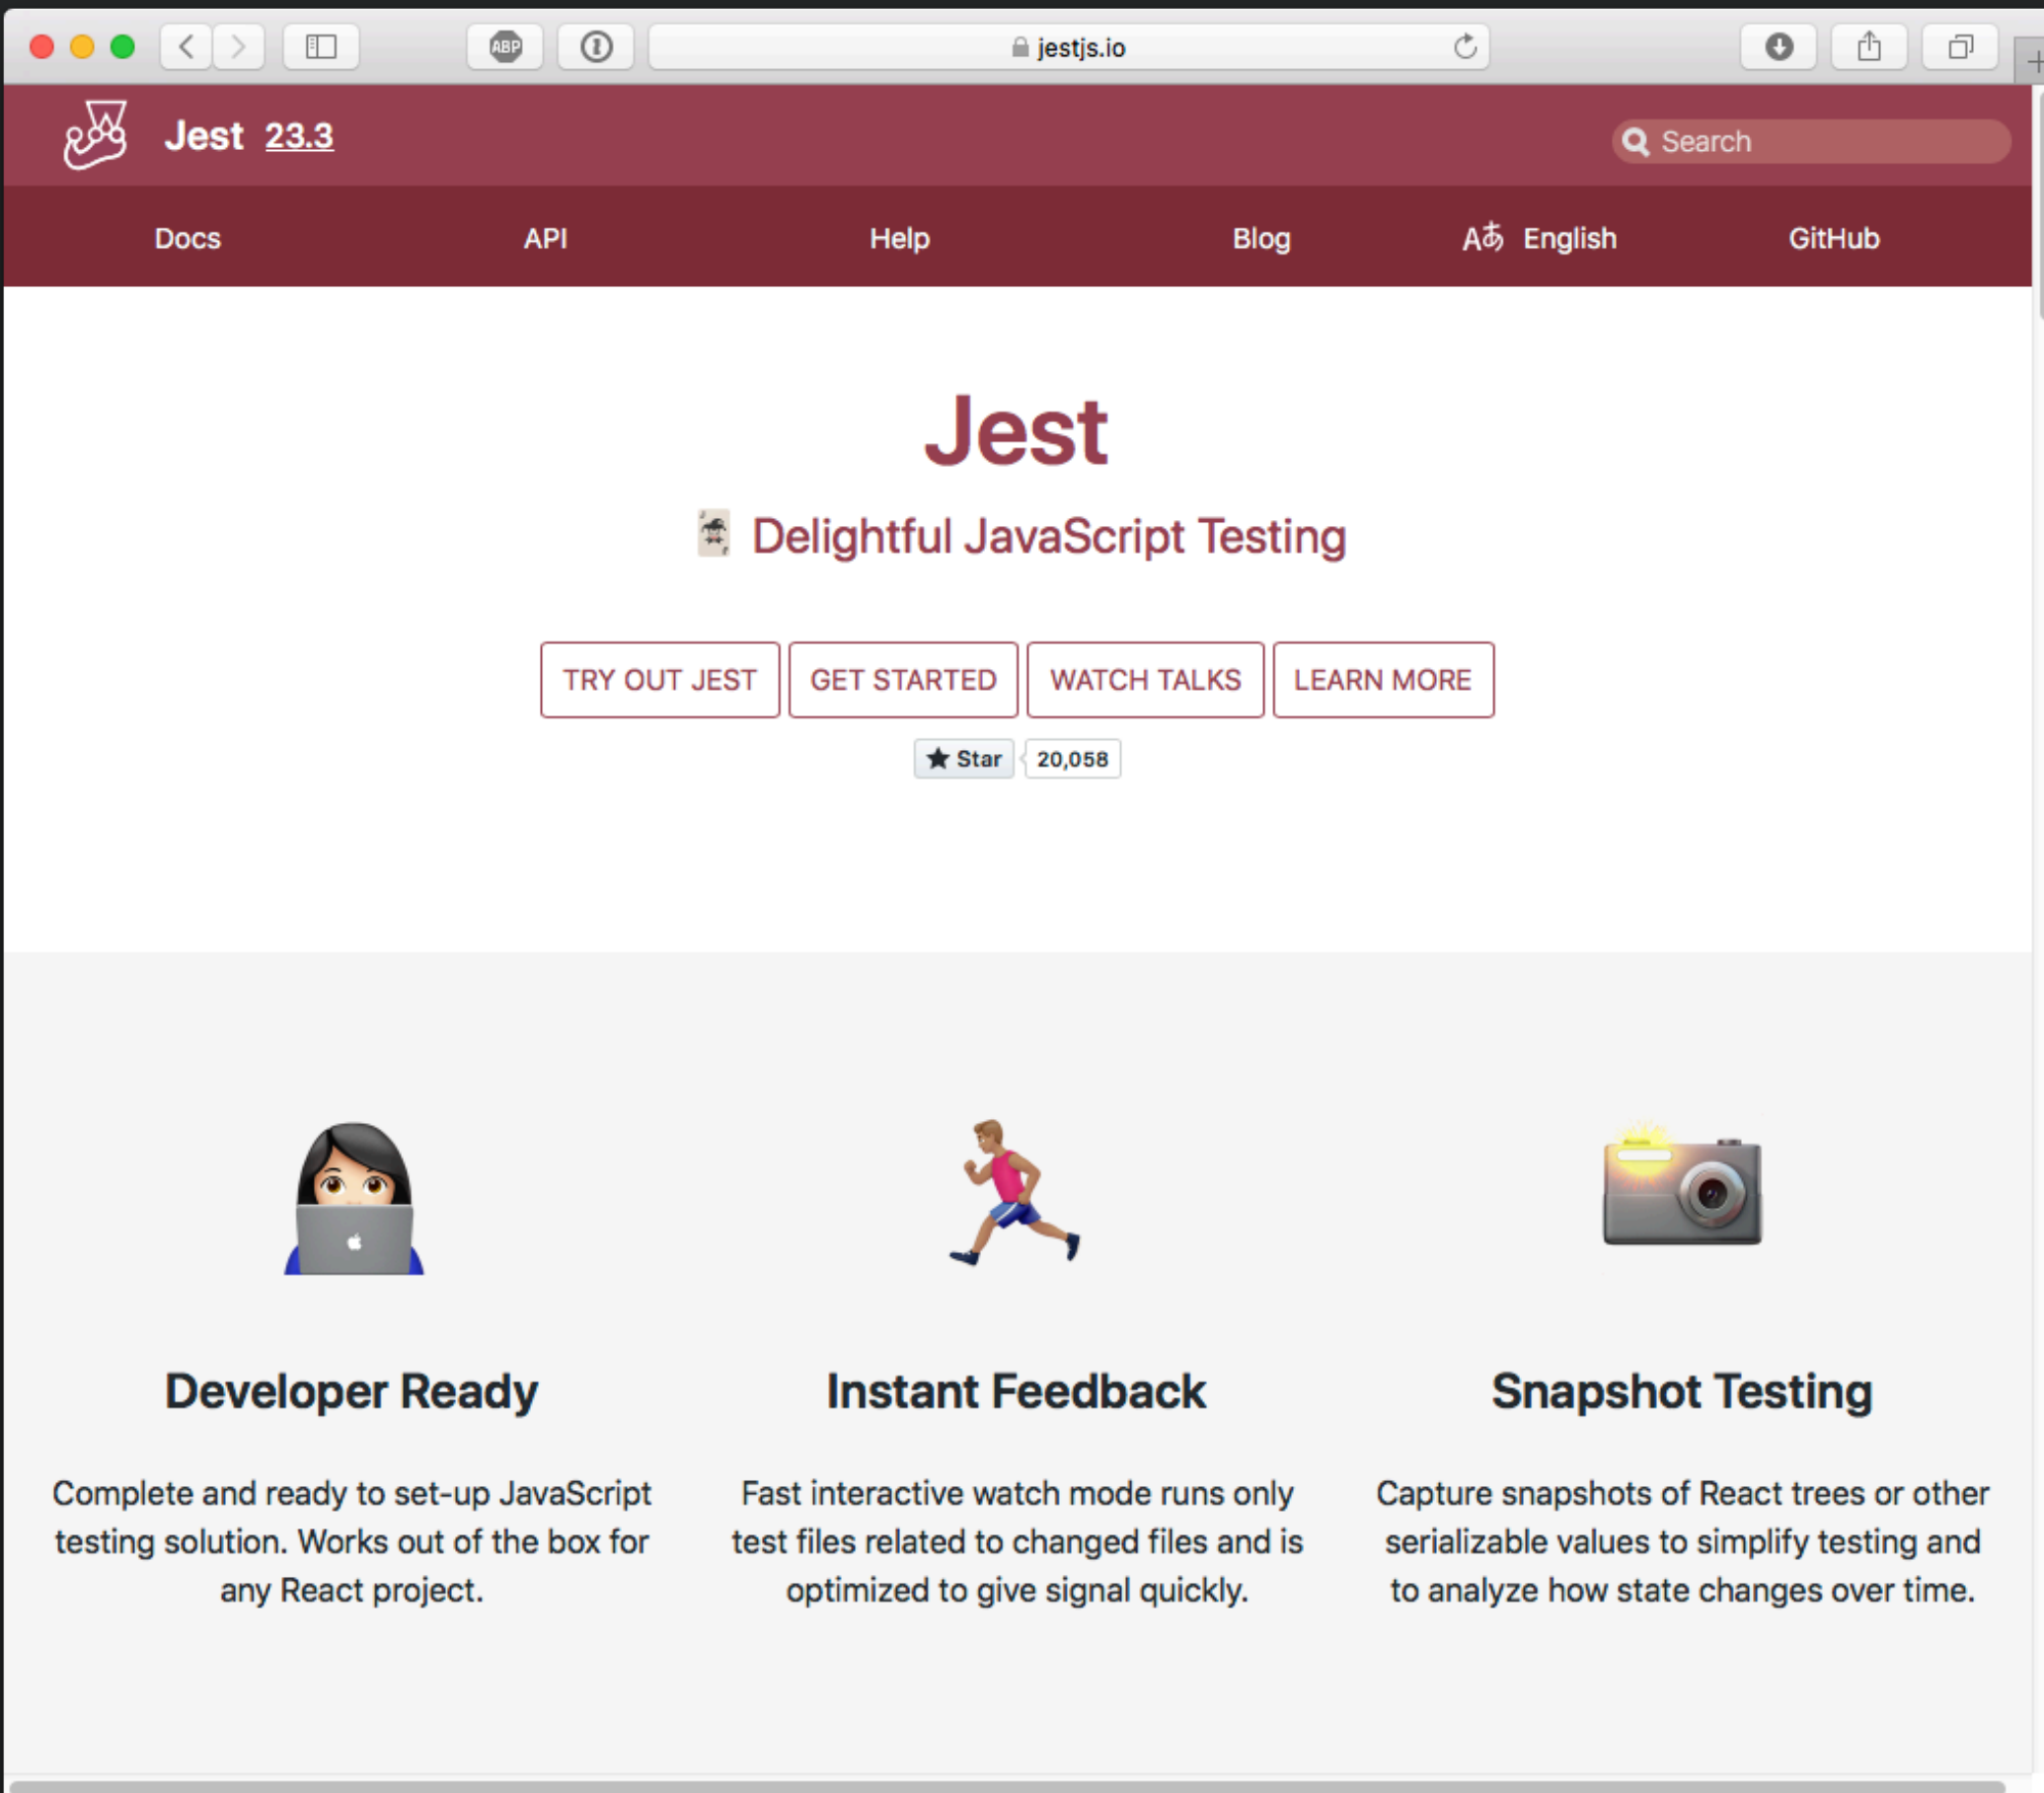 ABP
jestjs.io
Jest 23.3
Search
Docs API Help Blog Aあ English GitHub
Jest
Delightful JavaScript Testing
TRY OUT JEST GET STARTED WATCH TALKS LEARN MORE
Star 20,058
Developer Ready
Complete and ready to set-up JavaScript
testing solution. Works out of the box for
any React project.
Instant Feedback
Fast interactive watch mode runs only
test files related to changed files and is
optimized to give signal quickly.
Snapshot Testing
Capture snapshots of React trees or other
serializable values to simplify testing and
to analyze how state changes over time.